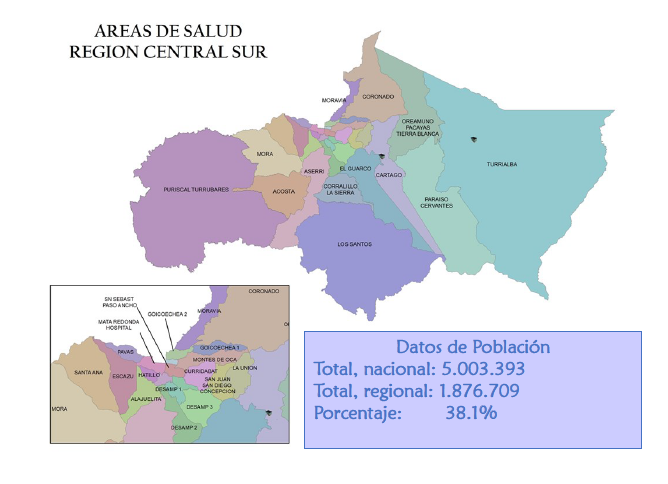 AREAS DE SALUD
REGION CENTRAL SUR
CORONADO
MORAVIA
OREAMUNO
PACAYAS
TIERRA BLANCA
MORA
TURRIALBA
ASERRI
EL GUARCO
CARTAGO
PURISCAL TURRUBARES
ACOSTA
CORRALILLO
LA SIERRA
PARAISO
CERVANTES
LOS SANTOS
CORONADO
SN SEBAST
PASO ANCHO
GOICOECHEA 2
MORAVIA
MATA REDONDA
HOSPITAL
GOICOECHEA 1
PAVAS
MONTES DE OCA
SANTA ANA
ESCAZU
HATILLO
CURRIDABAT
LA UNION
SAN JUAN
SAN DIEGO
CONCEPCION
DESAMP 1
ALAJUELITA
DESAMP 3
MORA
DESAMP 2
Datos de Población
Total, nacional: 5.003.393
Total, regional: 1.876.709
Porcentaje: 38.1%